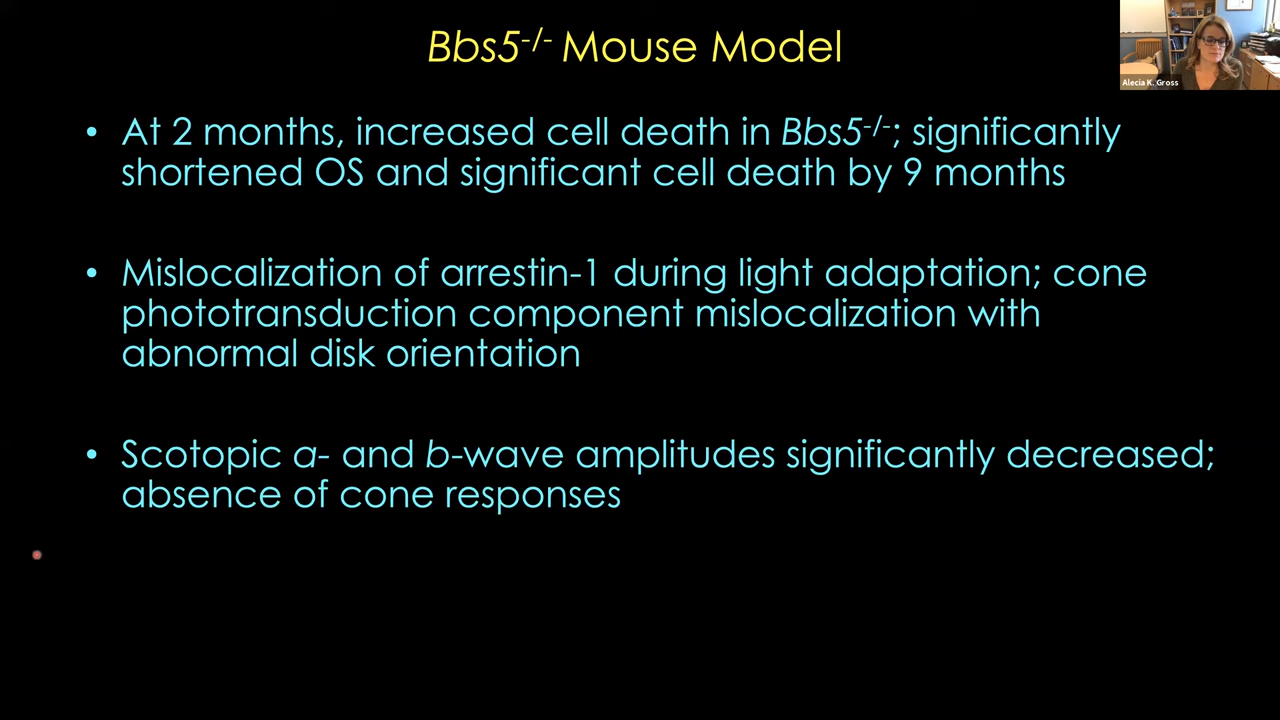 Bbs5-/- Mouse Model
Alecia K. Gross
• At 2 months, increased cell death in Bbs5-/-; significantly
shortened OS and significant cell death by 9 months
• Mislocalization of arrestin-1 during light adaptation; cone
phototransduction component mislocalization with
abnormal disk orientation
• Scotopic a- and b-wave amplitudes significantly decreased;
absence of cone responses